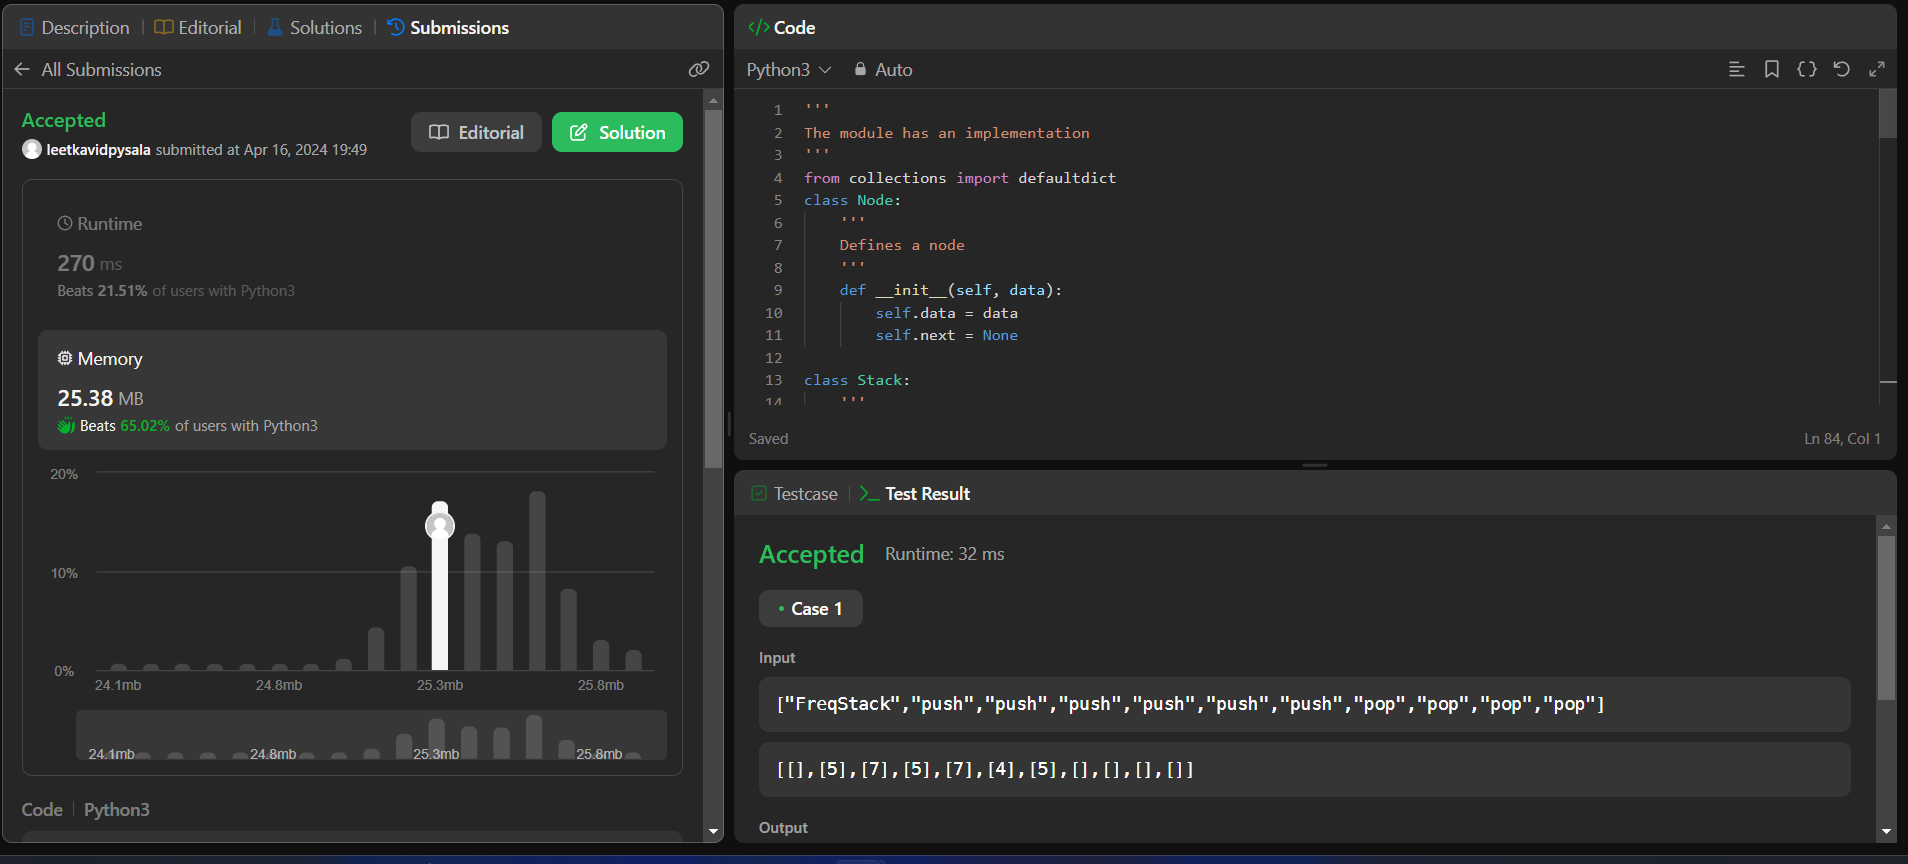 Description | Editorial | Solutions | Submissions
All Submissions
Accepted
leetkavidpysala submitted at Apr 16, 2024 19:49
Editorial
Solution
Runtime
270 ms
Beats 21.51% of users with Python3
Memory
25.38 MB
Beats 65.02% of users with Python3
20%
10%
0%
24.1mb 24.8mb 25.3mb 25.8mb
24.1mb 24.8mb 25.3mb 25.8mb
Code | Python3
</> Code
Python3 Auto
1 '''
2 The module has an implementation
3 '''
4 from collections import defaultdict
5 class Node:
6     '''
7     Defines a node
8     '''
9     def __init__(self, data):
10         self.data = data
11         self.next = None
12
13 class Stack:
14     '''
Saved
Ln 84, Col 1
Testcase | >_ Test Result
Accepted Runtime: 32 ms
• Case 1
Input
["FreqStack","push","push","push","push","push","push","pop","pop","pop","pop"]
[[],[5],[7],[5],[7],[4],[5],[],[],[],[]]
Output